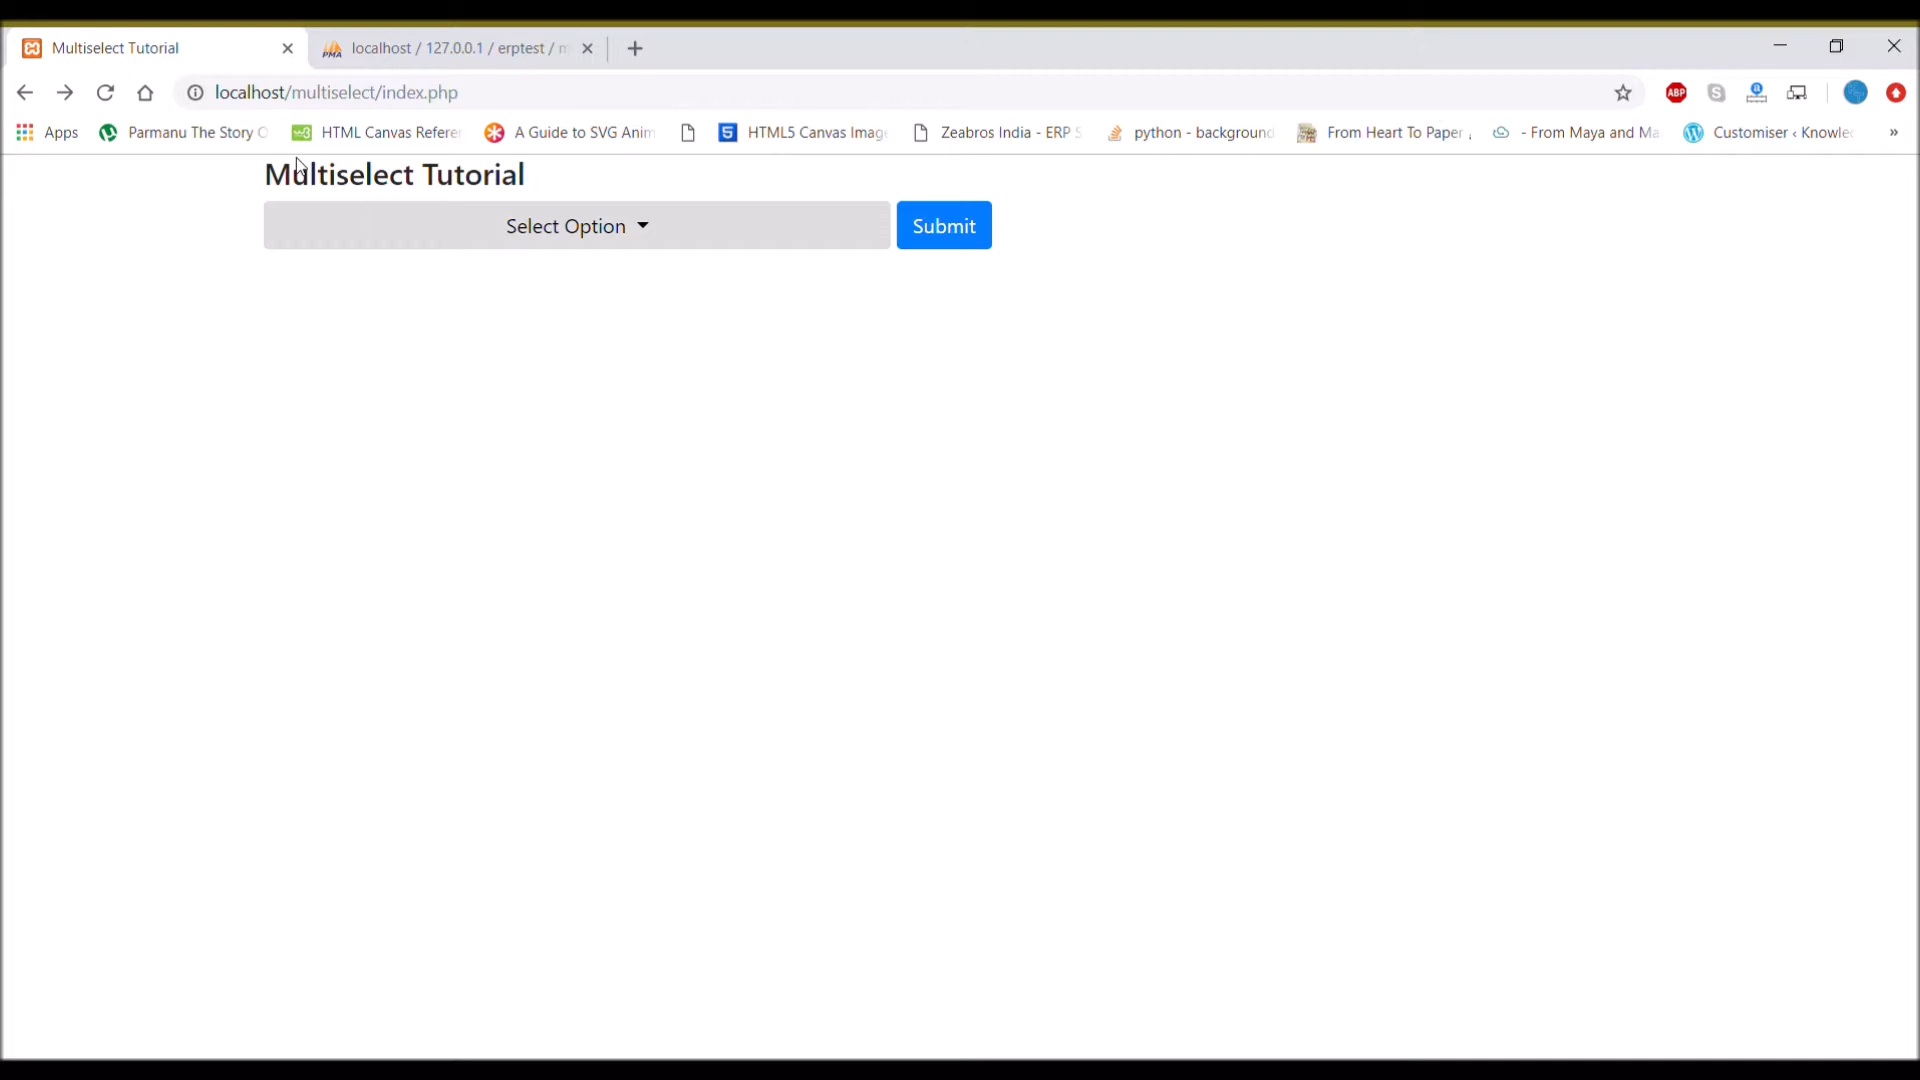 Multiselect Tutorial
localhost / 127.0.0.1 / erptest / m
localhost/multiselect/index.php
Apps
Parmanu The Story O
HTML Canvas Refere
A Guide to SVG Anim
HTML5 Canvas Imag
Zeabros India - ERP S
python - background
From Heart To Paper
- From Maya and Ma
Customiser ‹ Knowle
»
Multiselect Tutorial
Select Option
Submit